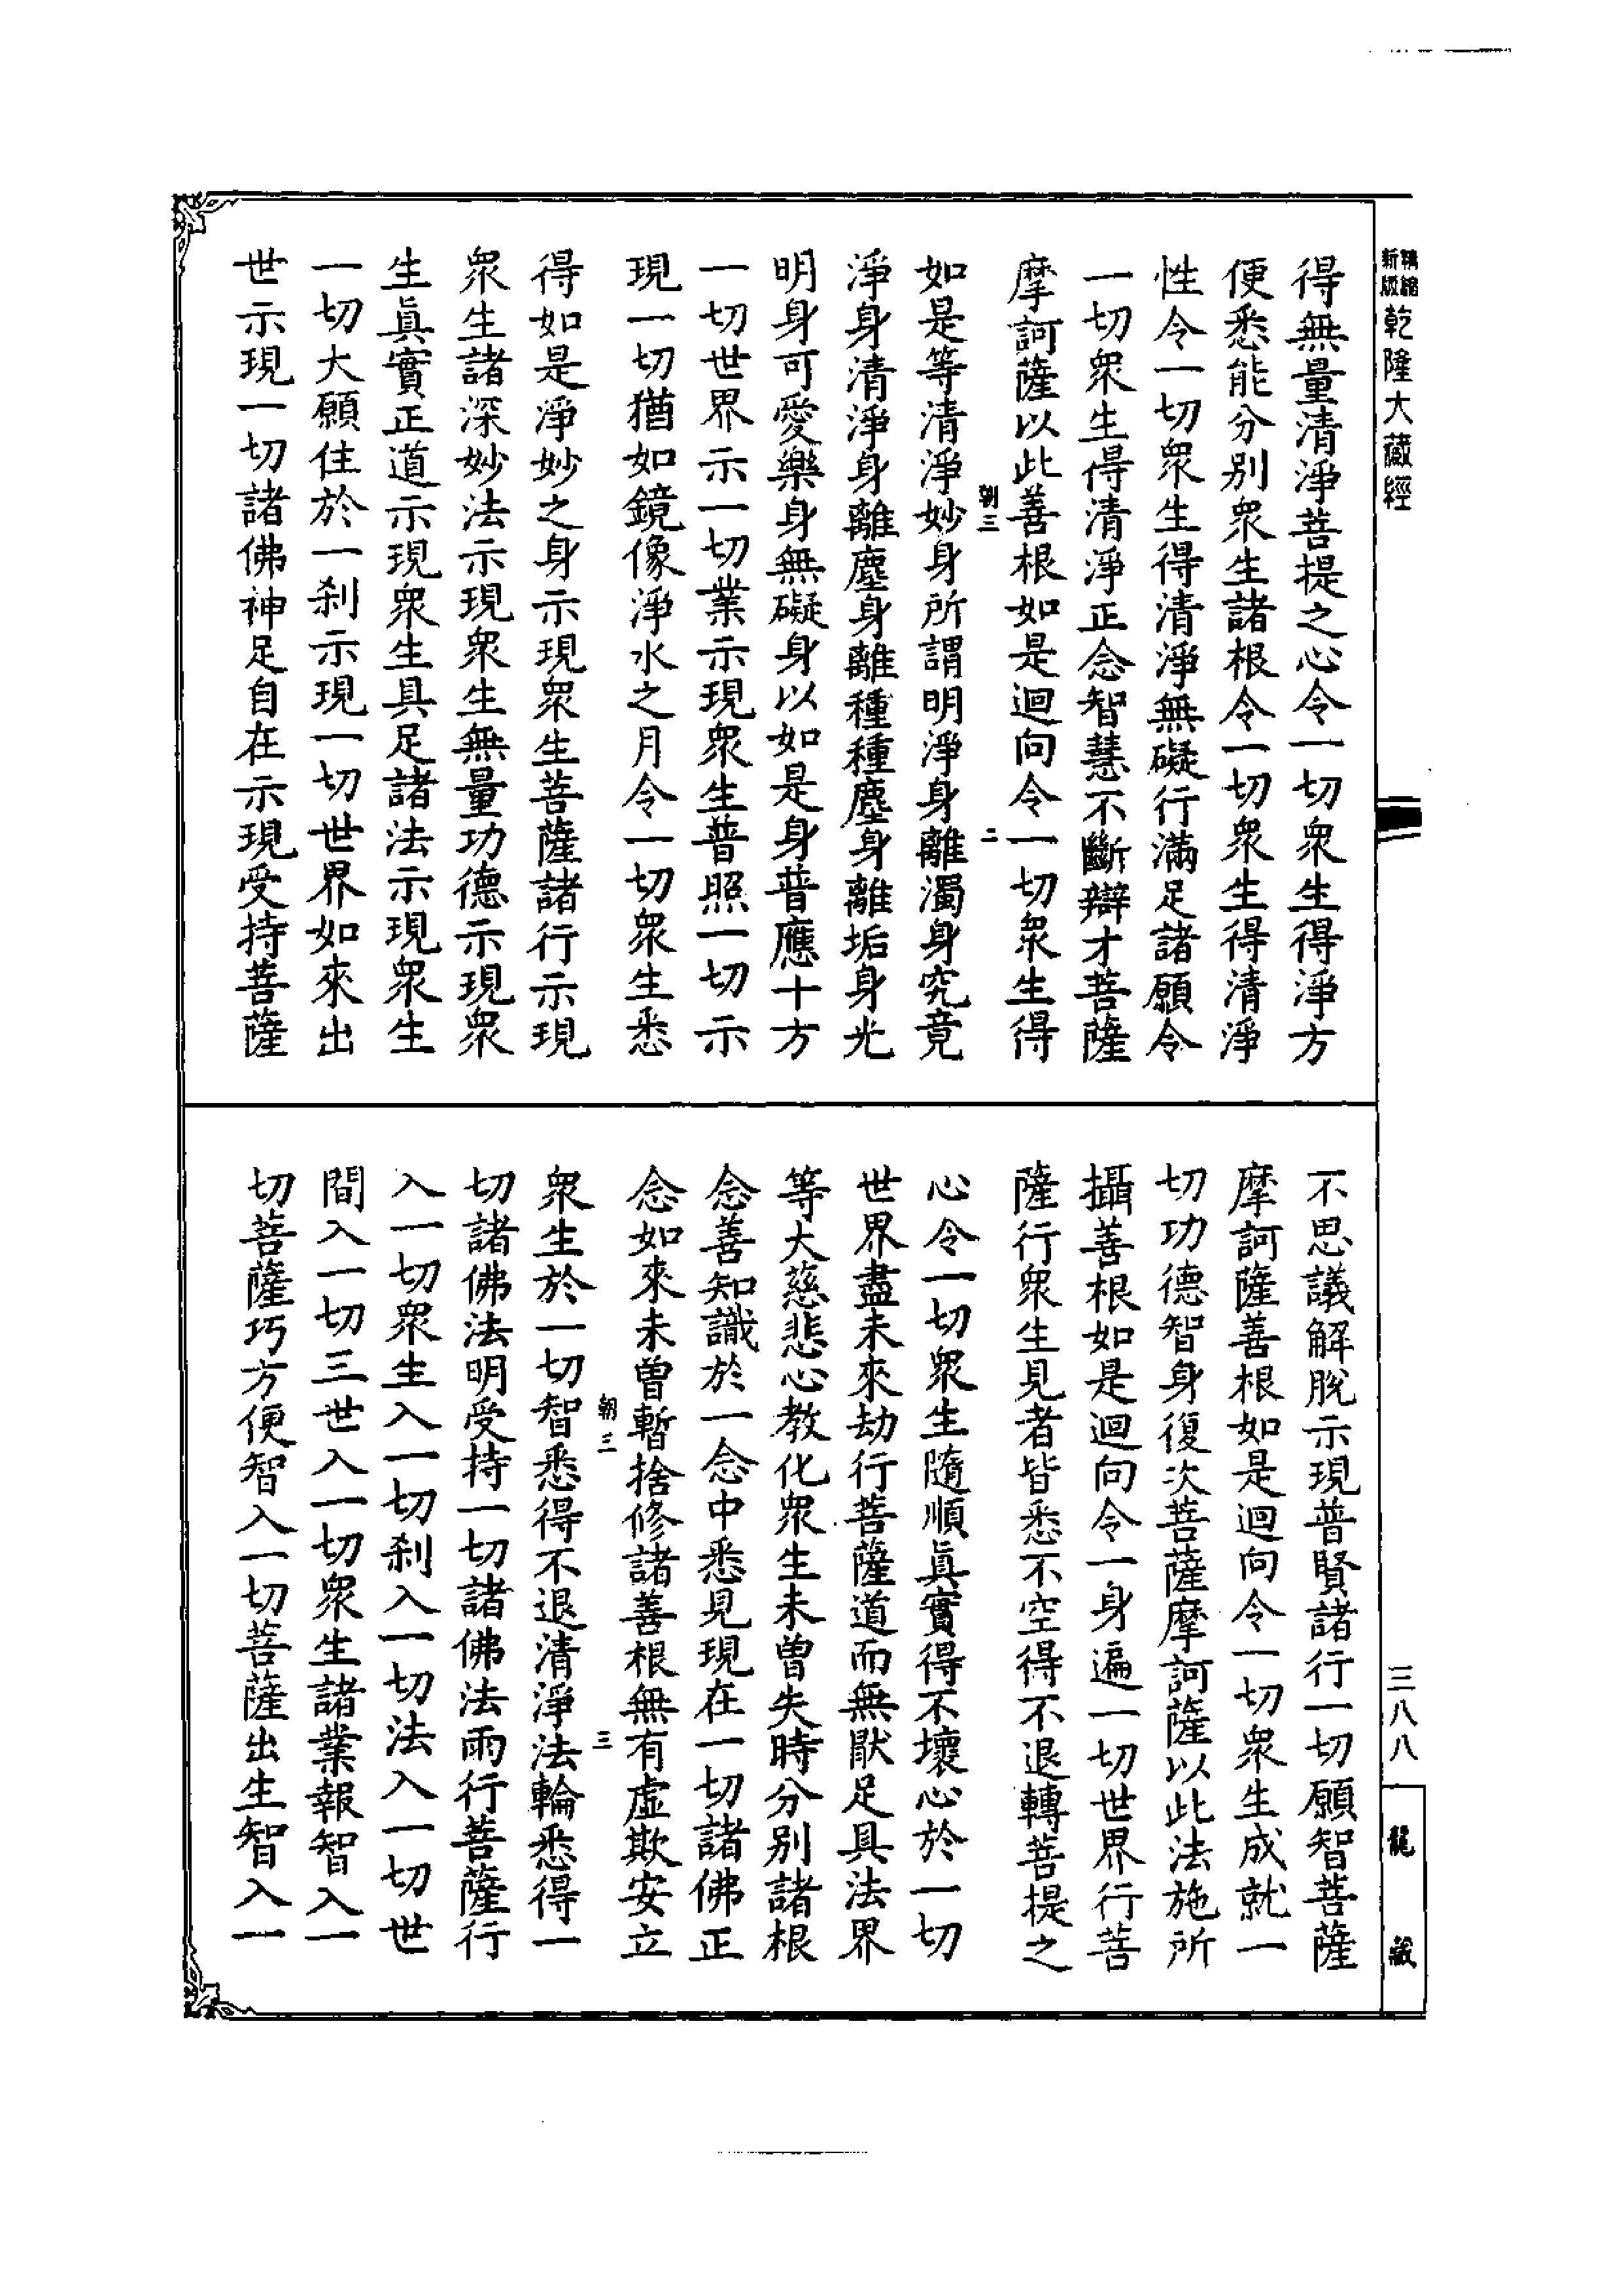 新版精縮乾隆大藏經
得無量清淨菩提之心令一切衆生得淨方
便悉能分別衆生諸根令一切衆生得清淨
性令一切衆生得清淨無礙行滿足諸願令
一切衆生得清淨正念智慧不斷辯才菩薩
摩訶薩以此善根如是迴向令一切衆生得
朝三
二
如是等清淨妙身所謂明淨身離濁身究竟
淨身清淨身離塵身離種種塵身離垢身光
明身可愛樂身無礙身以如是身普應十方
一切世界示一切業示現衆生普照一切示
現一切猶如鏡像淨水之月令一切衆生悉
得如是淨妙之身示現衆生菩薩諸行示現
衆生諸深妙法示現衆生無量功德示現衆
生眞實正道示現衆生具足諸法示現衆生
一切大願住於一刹示現一切世界如來出
世示現一切諸佛神足自在示現受持菩薩
不思議解脫示現普賢諸行一切願智菩薩
摩訶薩善根如是迴向令一切衆生成就一
切功德智身復次菩薩摩訶薩以此法施所
攝善根如是迴向令一身遍一切世界行菩
薩行衆生見者皆悉不空得不退轉菩提之
心令一切衆生隨順眞實得不壞心於一切
世界盡未來劫行菩薩道而無猒足具法界
等大慈悲心教化衆生未曾失時分別諸根
念善知識於一念中悉見現在一切諸佛正
念如來未曾暫捨修諸善根無有虛欺安立
朝三
三
衆生於一切智悉得不退清淨法輪悉得一
切諸佛法明受持一切諸佛法雨行菩薩行
入一切衆生入一切刹入一切法入一切世
間入一切三世入一切衆生諸業報智入一
切菩薩巧方便智入一切菩薩出生智入一
三八八
龍藏